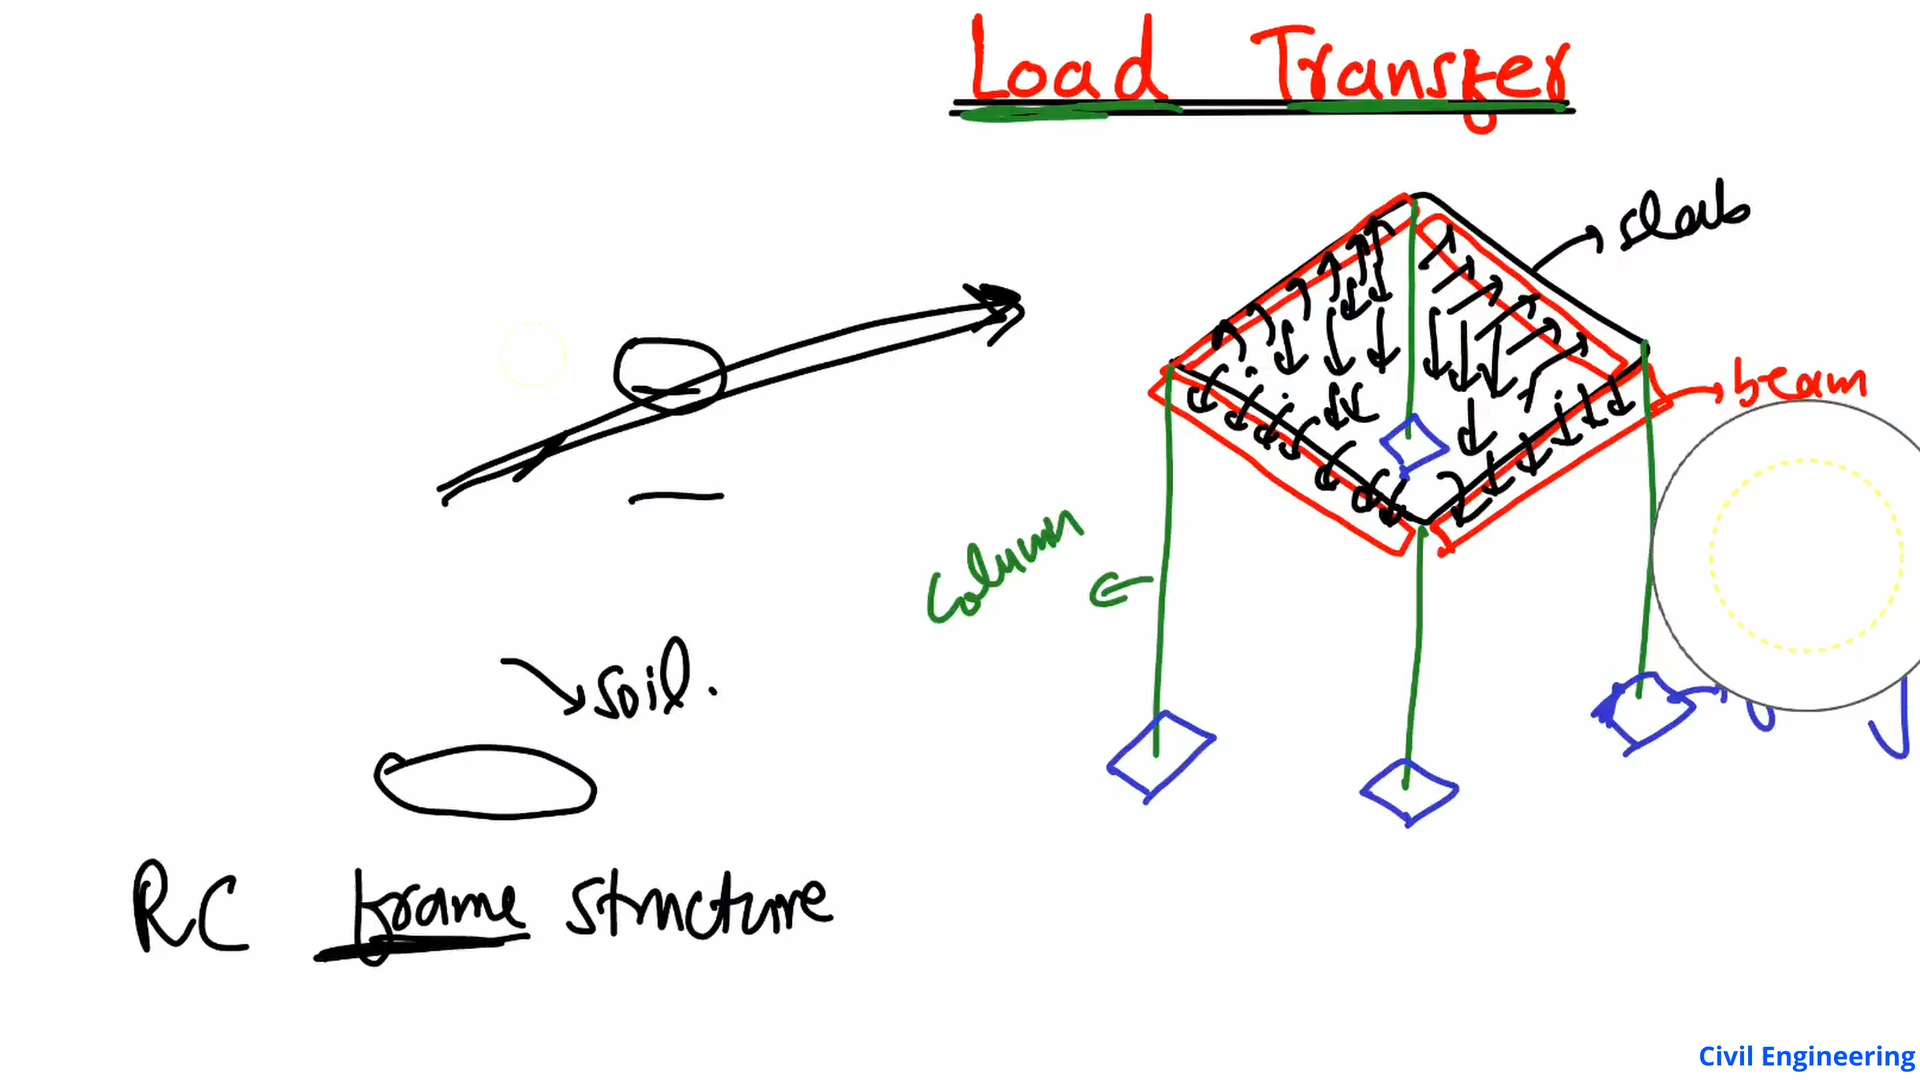 Load Transfer
slab
beam
column
soil.
RC frame structure
Civil Engineering